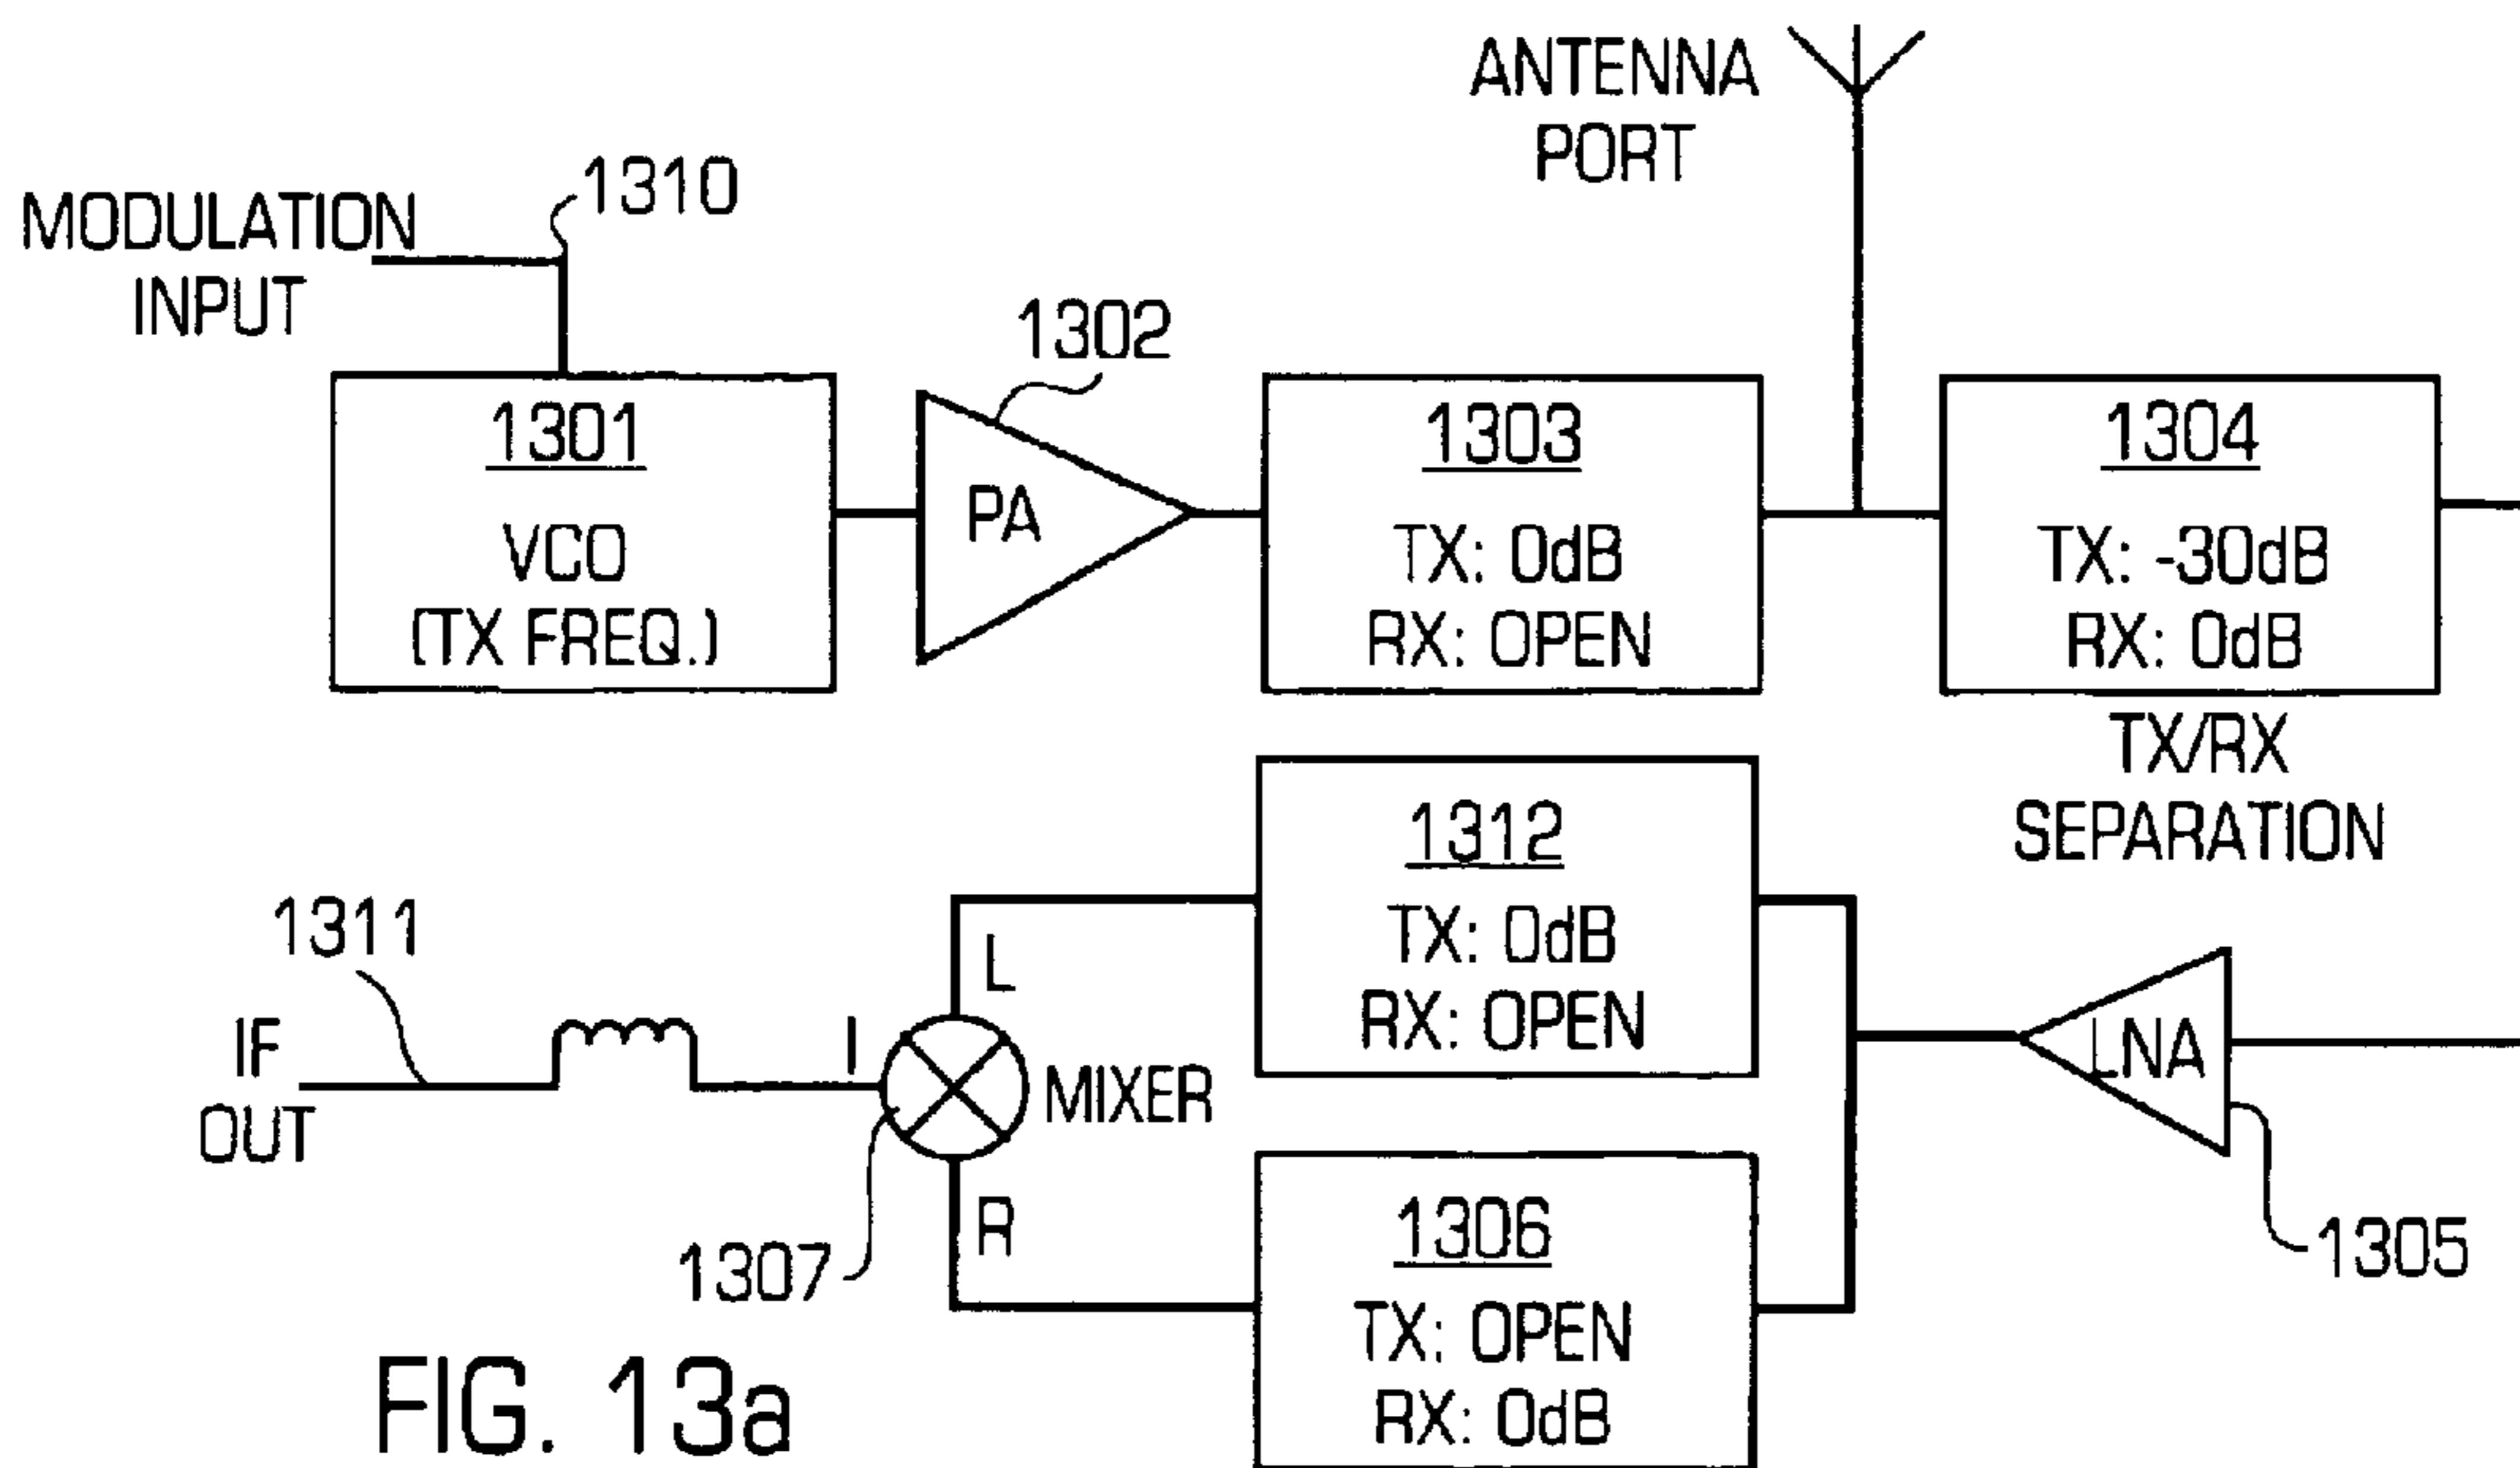 ANTENNA
PORT
1310
MODULATION
INPUT
1302
1301
VCO
(TX FREQ.)
PA
1303
TX: 0dB
RX: OPEN
1304
TX: -30dB
RX: 0dB
TX/RX
SEPARATION
1312
TX: 0dB
RX: OPEN
1311
IF
OUT
I
L
MIXER
R
1307
LNA
1305
1306
TX: OPEN
RX: 0dB
FIG. 13a